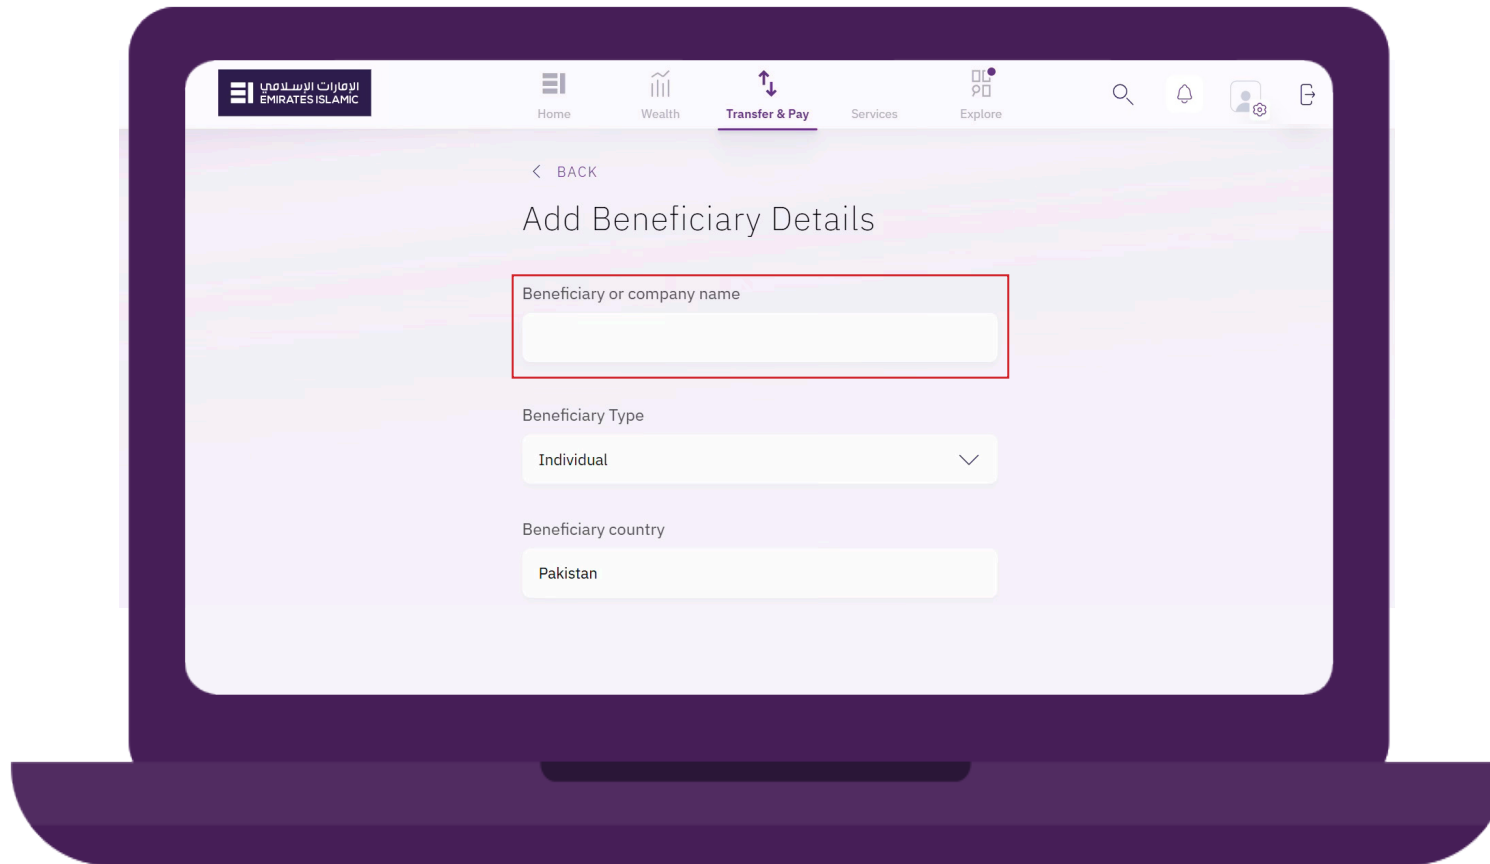 الإمارات الإسلامي
EMIRATES ISLAMIC
Home
Wealth
Transfer & Pay
Services
Explore
BACK
Add Beneficiary Details
Beneficiary or company name
Beneficiary Type
Individual
Beneficiary country
Pakistan